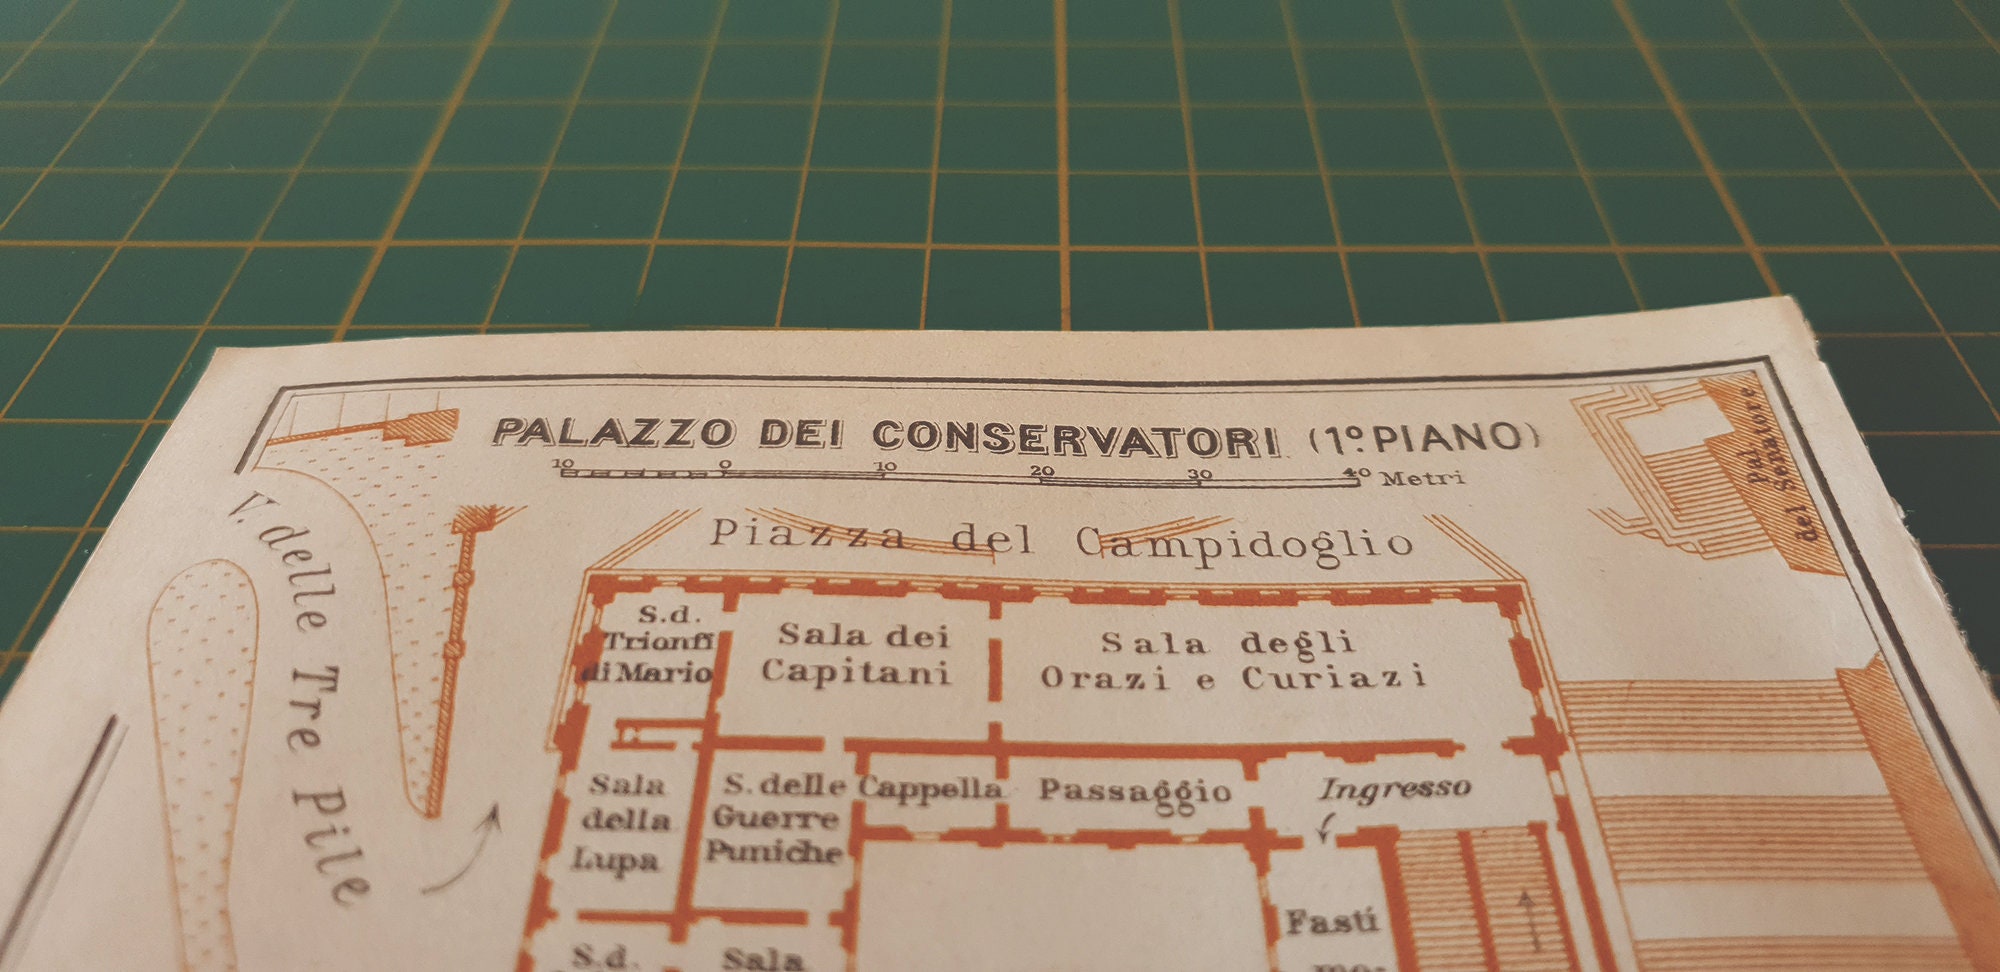 PALAZZO DEI CONSERVATORI (1º PIANO)
10 0 10 20 30 40 Metri
Pal.
del Senatore
Piazza del Campidoglio
V. delle Tre Pile
S.d.
Trionfi
di Mario
Sala dei
Capitani
Sala degli
Orazi e Curiazi
Sala
della
Lupa
S. delle
Guerre
Puniche
Cappella
Passaggio
Ingresso
Fasti
mo-
S.d.
Sala